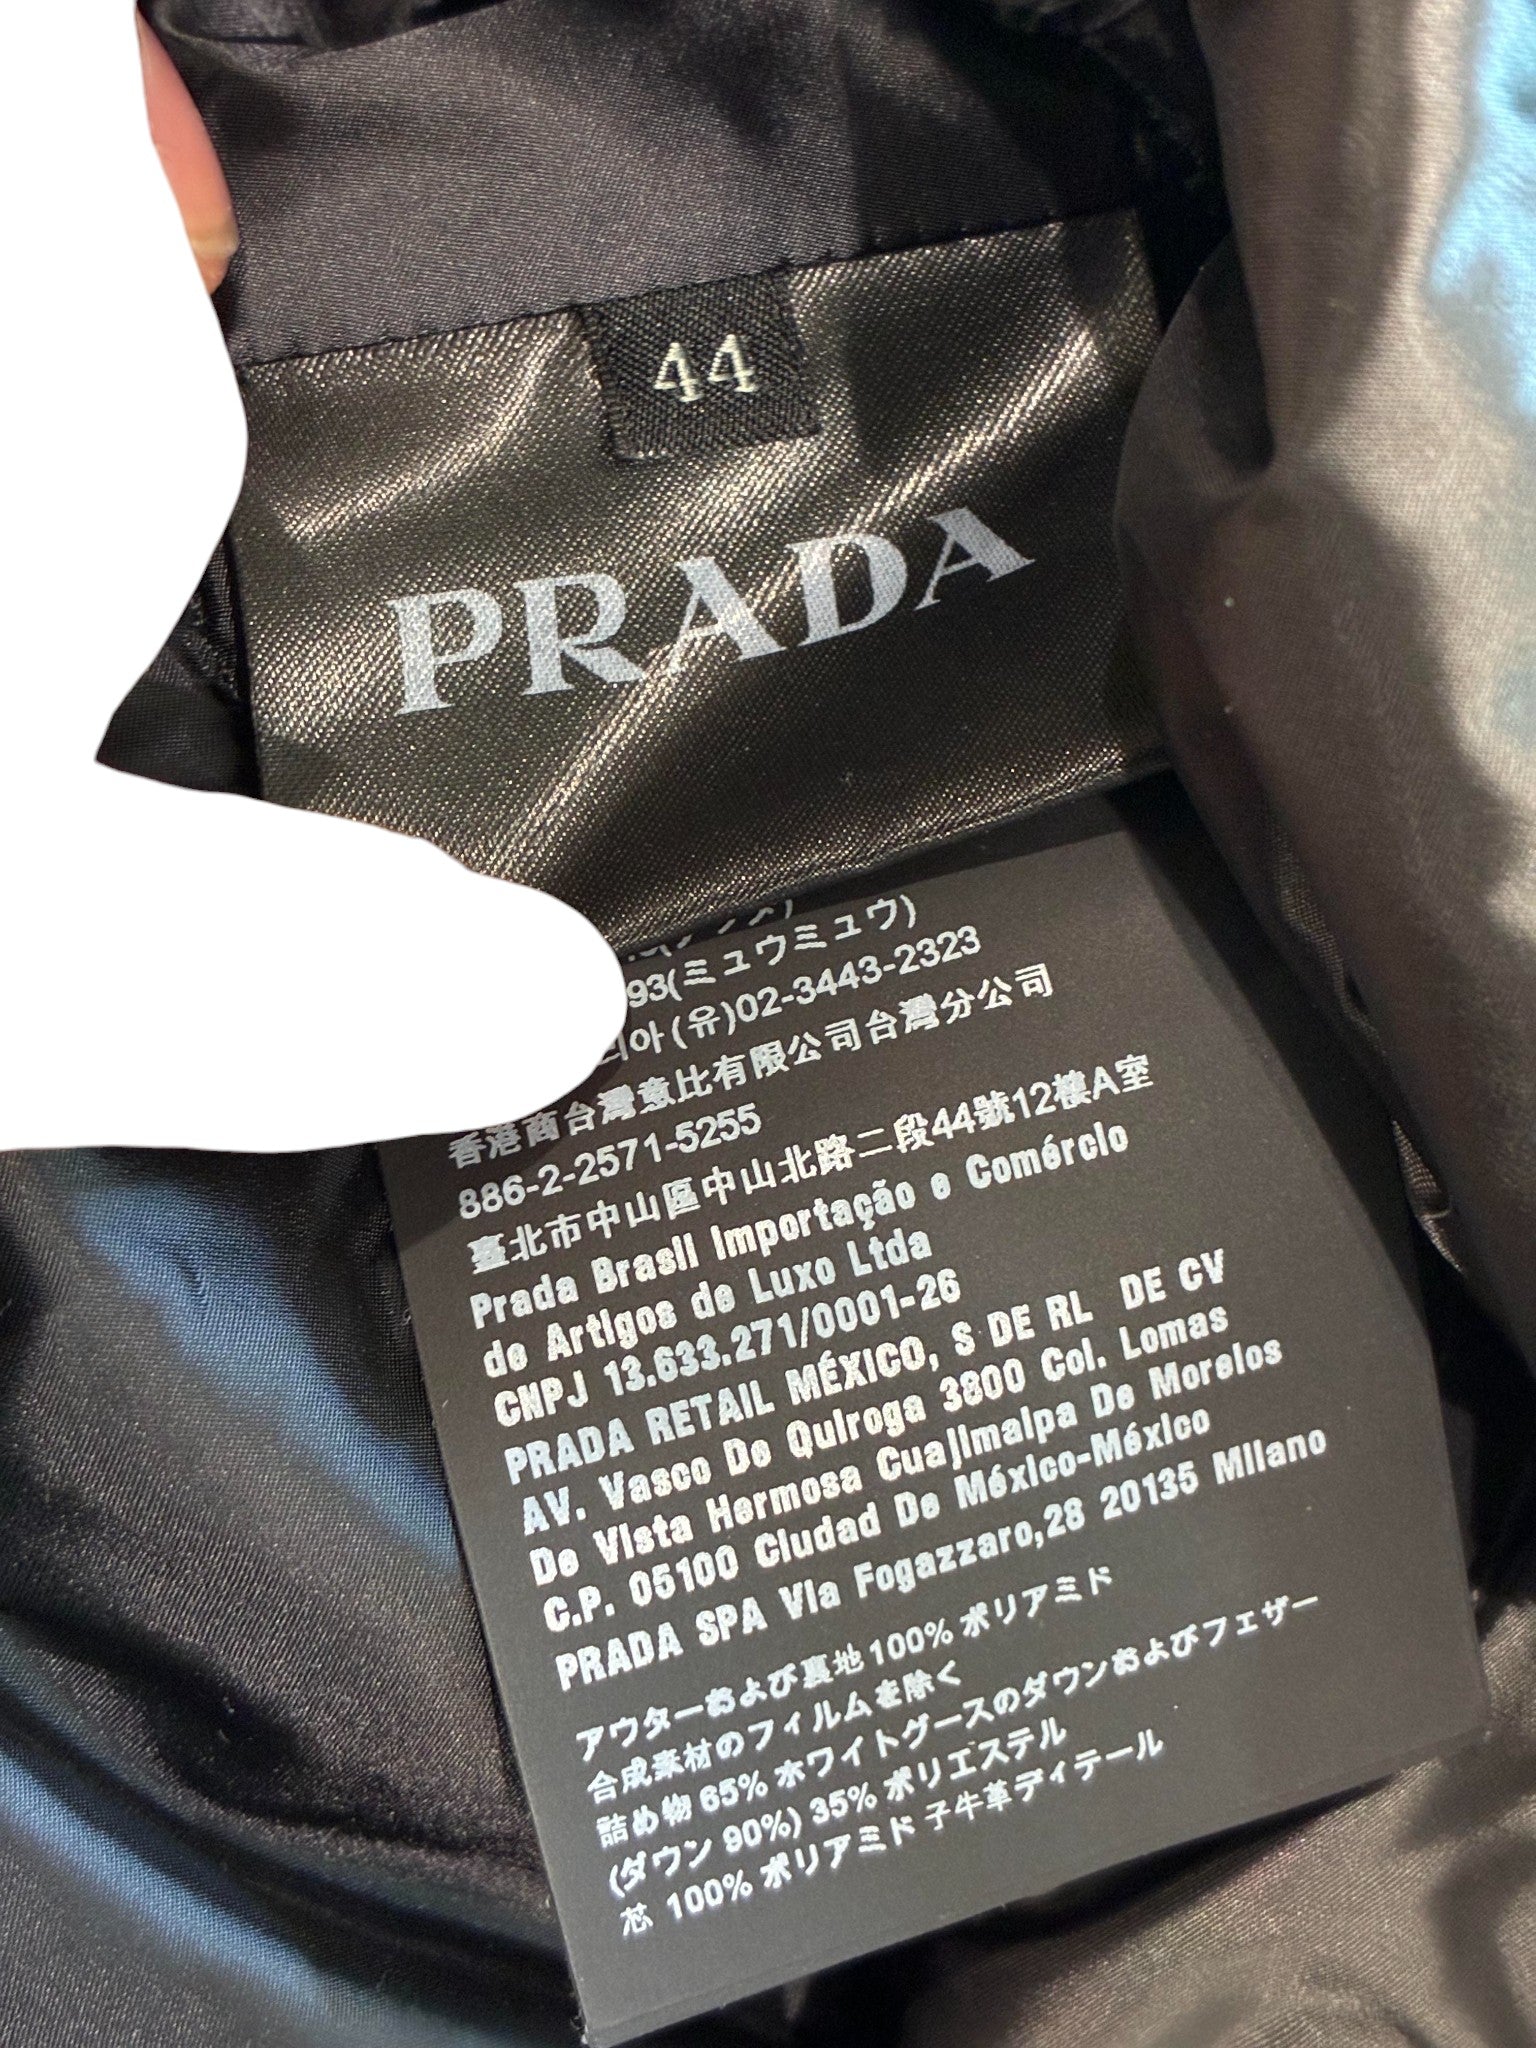 44
PRADA
93(ミュウミュウ)
아(유)02-3443-2323
香港商台灣意比有限公司台灣分公司
886-2-2571-5255
臺北市中山區中山北路二段44號12樓A室
Prada Brasil Importação e Comércio
de Artigos de Luxo Ltda
CNPJ 13.633.271/0001-26
PRADA RETAIL MÉXICO, S DE RL DE CV
AV. Vasco De Quiroga 3800 Col. Lomas
De Vista Hermosa Cuajimalpa De Morelos
C.P. 05100 Ciudad De México-México
PRADA SPA Via Fogazzaro,28 20135 Milano
アウターおよび裏地100% ポリアミド
合成素材のフィルムを除く
詰め物 65% ホワイトグースのダウンおよびフェザー
(ダウン 90%) 35% ポリエステル
芯 100% ポリアミド 子牛革ディテール